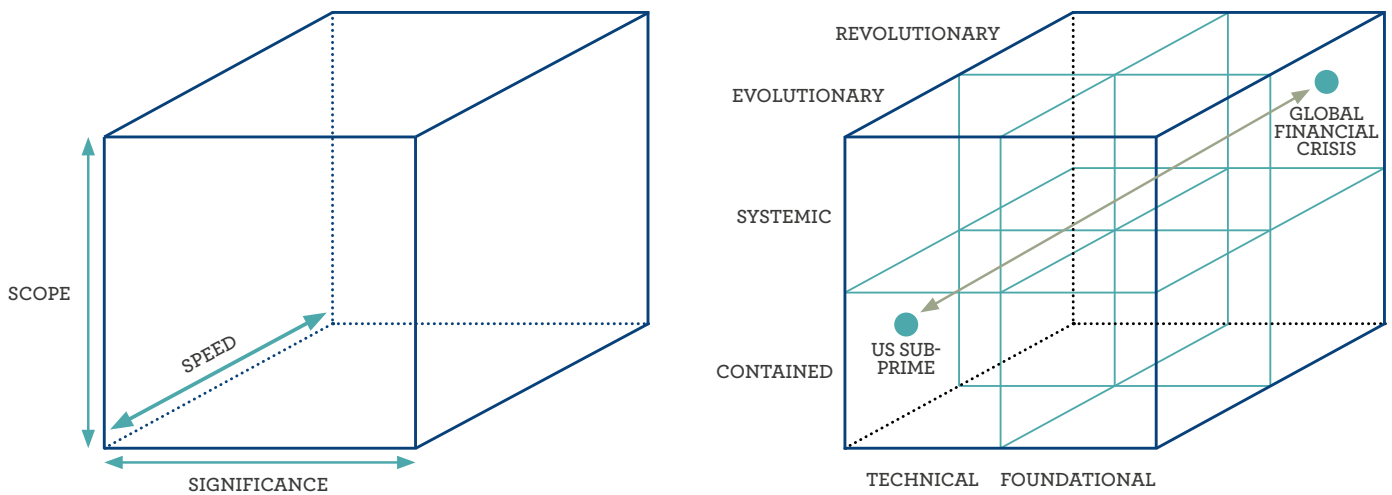 SCOPE
SPEED
SIGNIFICANCE
REVOLUTIONARY
EVOLUTIONARY
SYSTEMIC
CONTAINED
GLOBAL
FINANCIAL
CRISIS
US SUB-
PRIME
TECHNICAL
FOUNDATIONAL